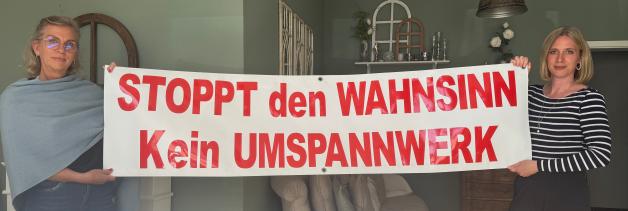 STOPPT den WAHNSINN
Kein UMSPANNWERK